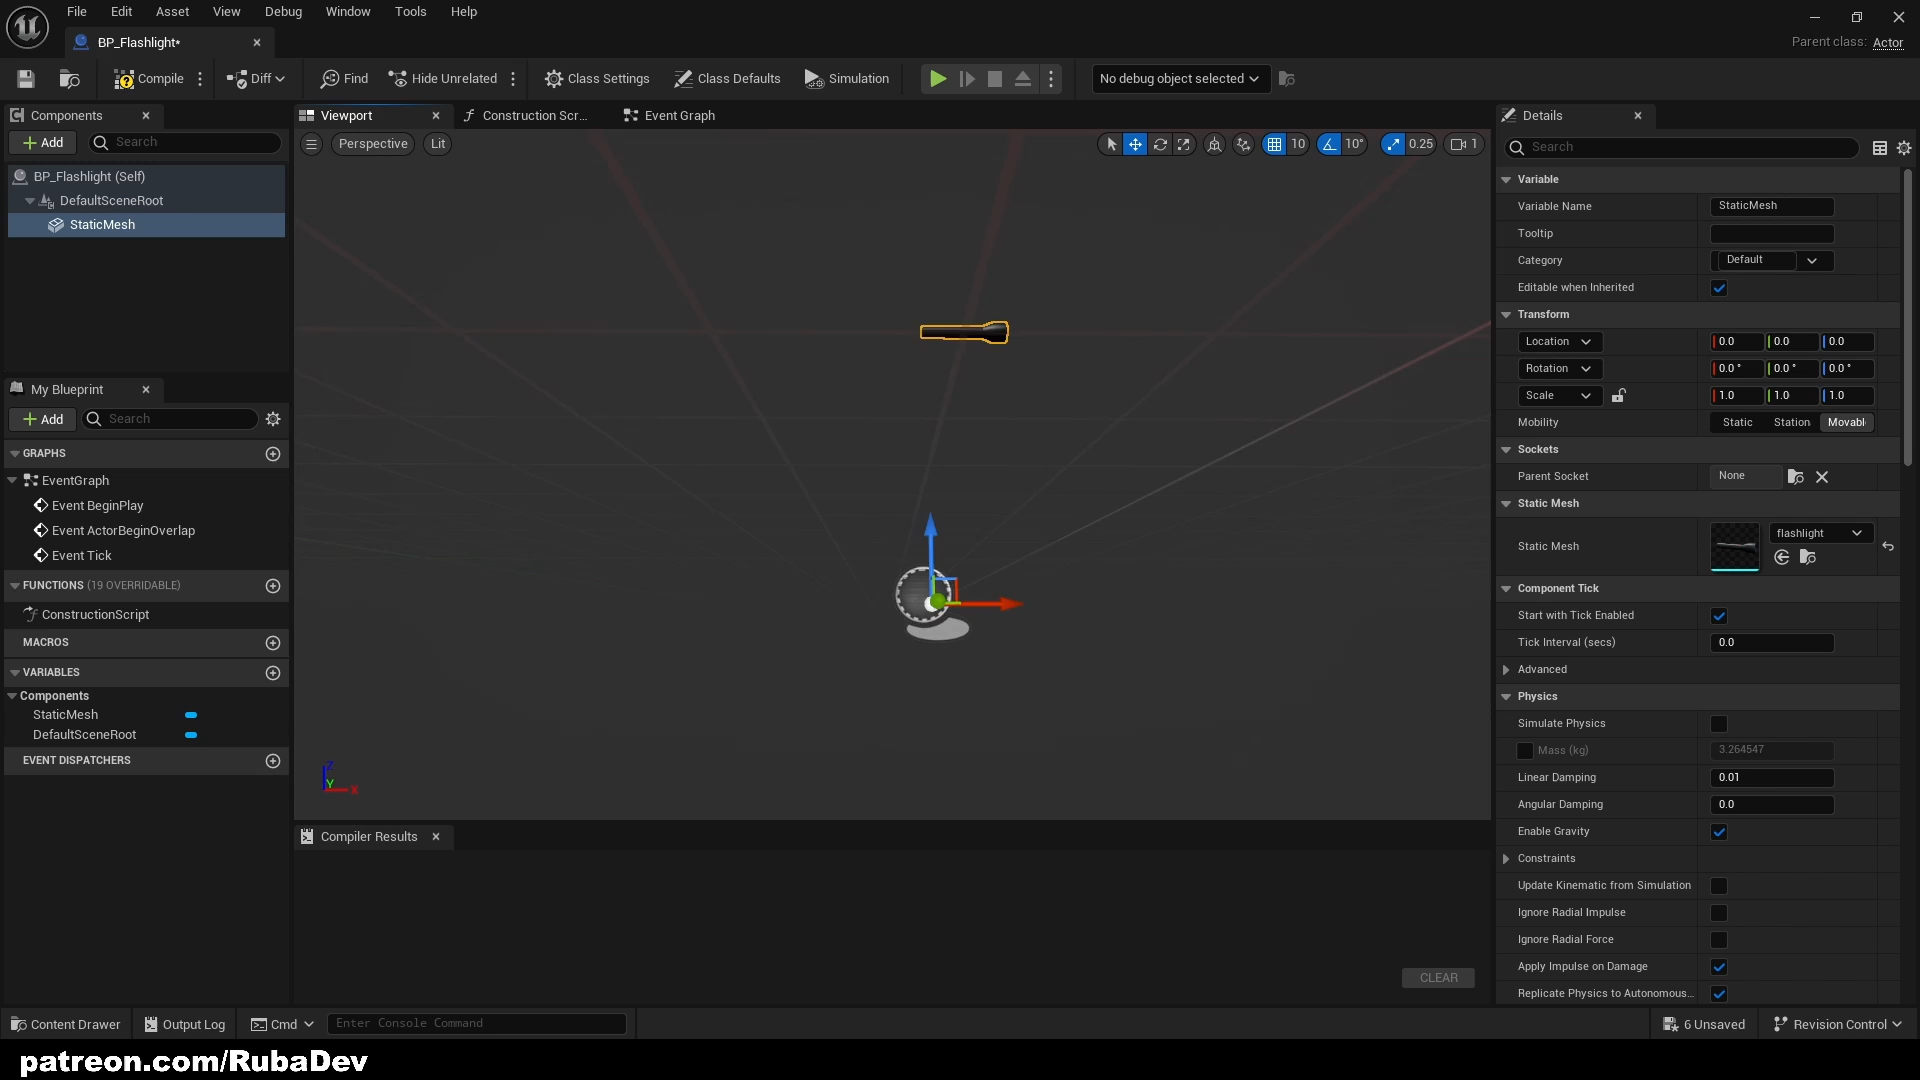 File Edit Asset View Debug Window Tools Help
BP_Flashlight*
Parent class: Actor
Compile Diff Find Hide Unrelated Class Settings Class Defaults Simulation No debug object selected
Components
Add Search
BP_Flashlight (Self)
DefaultSceneRoot
StaticMesh
My Blueprint
Add Search
GRAPHS
EventGraph
Event BeginPlay
Event ActorBeginOverlap
Event Tick
FUNCTIONS (19 OVERRIDABLE)
ConstructionScript
MACROS
VARIABLES
Components
StaticMesh
DefaultSceneRoot
EVENT DISPATCHERS
Viewport Construction Scr... Event Graph
Perspective Lit 10 10° 0.25 1
Z
Y
X
Compiler Results
CLEAR
Details
Search
Variable
Variable Name StaticMesh
Tooltip
Category Default
Editable when Inherited
Transform
Location 0.0 0.0 0.0
Rotation 0.0 ° 0.0 ° 0.0 °
Scale 1.0 1.0 1.0
Mobility Static Station Movabl
Sockets
Parent Socket None
Static Mesh
Static Mesh flashlight
Component Tick
Start with Tick Enabled
Tick Interval (secs) 0.0
Advanced
Physics
Simulate Physics
Mass (kg) 3.264547
Linear Damping 0.01
Angular Damping 0.0
Enable Gravity
Constraints
Update Kinematic from Simulation
Ignore Radial Impulse
Ignore Radial Force
Apply Impulse on Damage
Replicate Physics to Autonomous...
Content Drawer Output Log Cmd Enter Console Command 6 Unsaved Revision Control
patreon.com/RubaDev